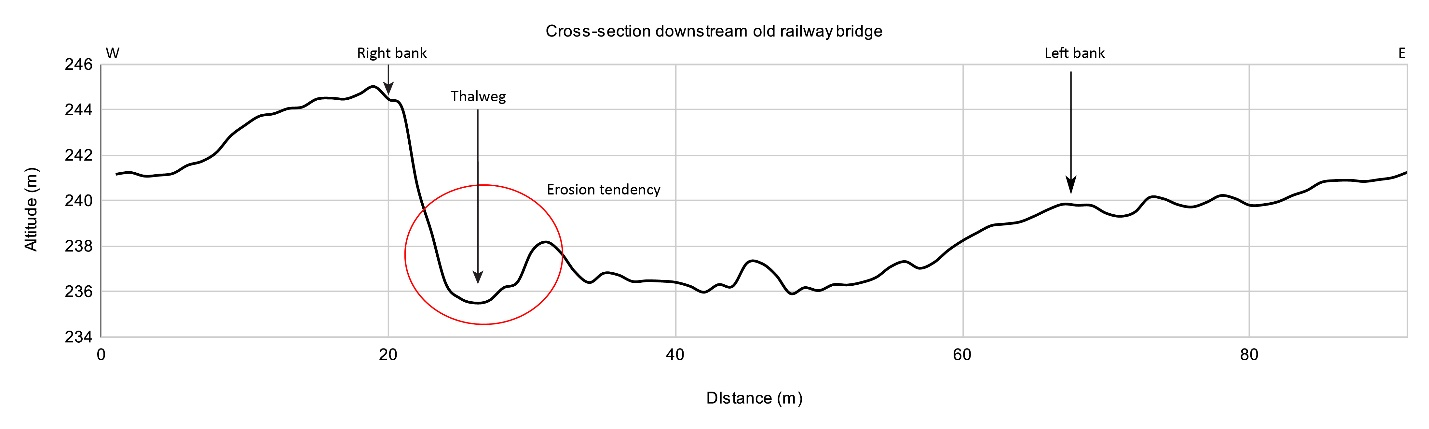 Cross-section downstream old railway bridge
W
Right bank
Left bank
E
246
Thalweg
244
242
Erosion tendency
240
238
236
234
Altitude (m)
0 20 40 60 80
DIstance (m)